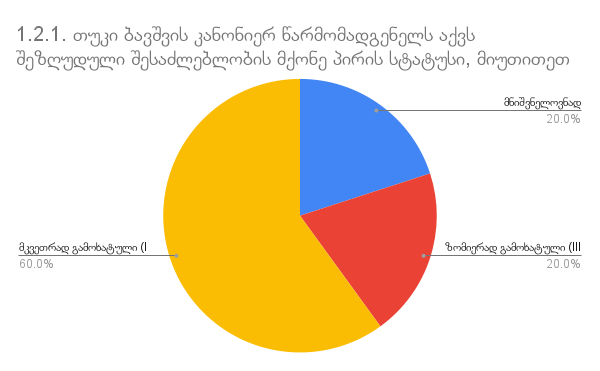 1.2.1. თუკი ბავშვის კანონიერ წარმომადგენელს აქვს
შეზღუდული შესაძლებლობის მქონე პირის სტატუსი, მიუთითეთ
მნიშვნელოვნად
20.0%
მკვეთრად გამოხატული (I
60.0%
ზომიერად გამოხატული (III
20.0%